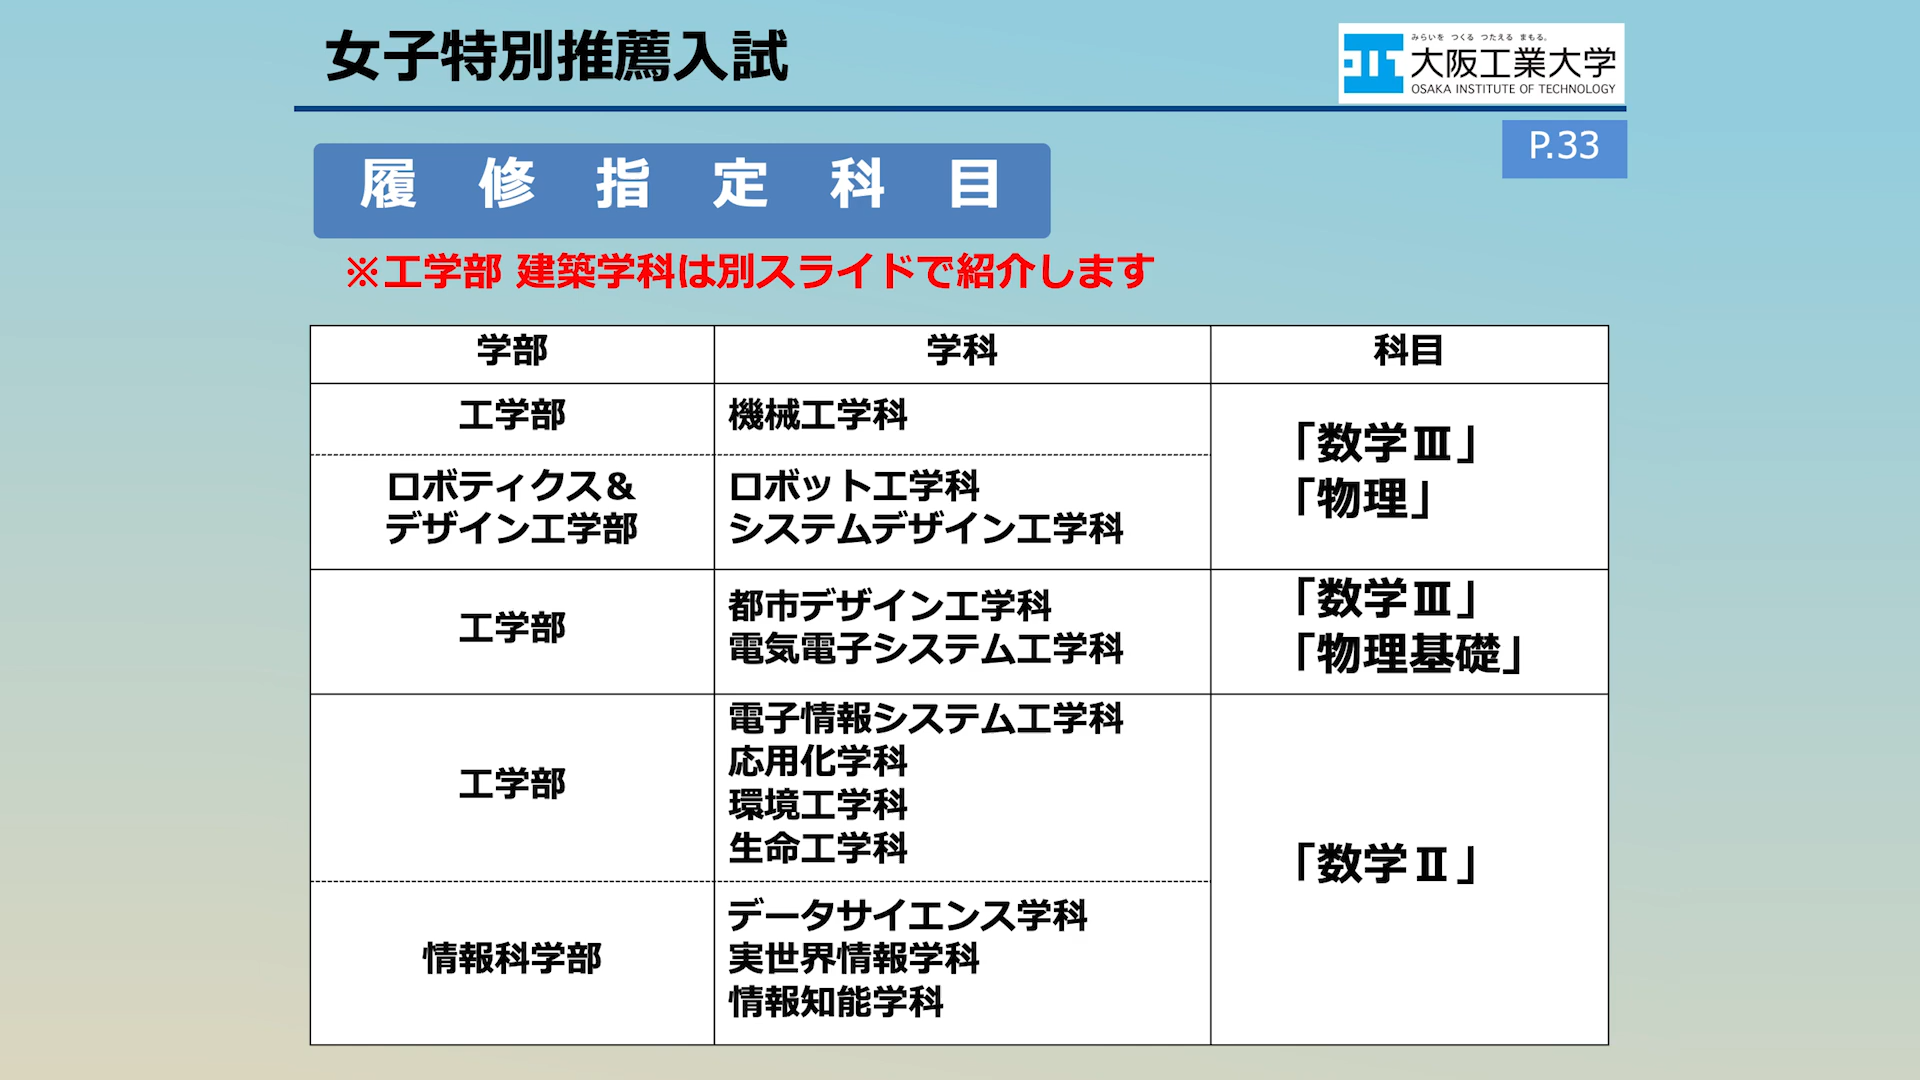 女子特別推薦入試
みらいを つくる つたえる まもる。
大阪工業大学
OSAKA INSTITUTE OF TECHNOLOGY
P.33
履修指定科目
※工学部 建築学科は別スライドで紹介します
学部 学科 科目
工学部 機械工学科
ロボティクス＆
デザイン工学部
ロボット工学科
システムデザイン工学科
「数学Ⅲ」
「物理」
工学部
都市デザイン工学科
電気電子システム工学科
「数学Ⅲ」
「物理基礎」
工学部
電子情報システム工学科
応用化学科
環境工学科
生命工学科
情報科学部
データサイエンス学科
実世界情報学科
情報知能学科
「数学Ⅱ」